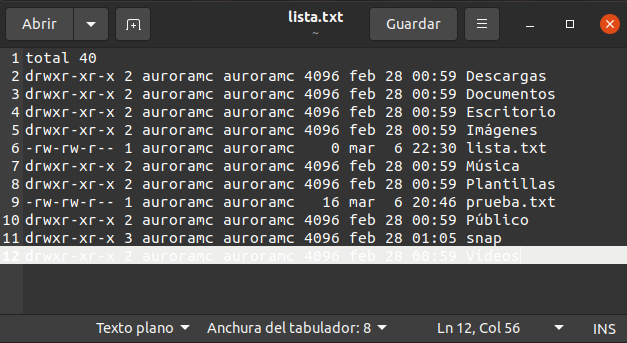 Abrir lista.txt Guardar
~
1 total 40
2 drwxr-xr-x 2 auroramc auroramc 4096 feb 28 00:59 Descargas
3 drwxr-xr-x 2 auroramc auroramc 4096 feb 28 00:59 Documentos
4 drwxr-xr-x 2 auroramc auroramc 4096 feb 28 00:59 Escritorio
5 drwxr-xr-x 2 auroramc auroramc 4096 feb 28 00:59 Imágenes
6 -rw-rw-r-- 1 auroramc auroramc    0 mar  6 22:30 lista.txt
7 drwxr-xr-x 2 auroramc auroramc 4096 feb 28 00:59 Música
8 drwxr-xr-x 2 auroramc auroramc 4096 feb 28 00:59 Plantillas
9 -rw-rw-r-- 1 auroramc auroramc   16 mar  6 20:46 prueba.txt
10 drwxr-xr-x 2 auroramc auroramc 4096 feb 28 00:59 Público
11 drwxr-xr-x 3 auroramc auroramc 4096 feb 28 01:05 snap
12 drwxr-xr-x 2 auroramc auroramc 4096 feb 28 00:59 Vídeos
Texto plano Anchura del tabulador: 8 Ln 12, Col 56 INS